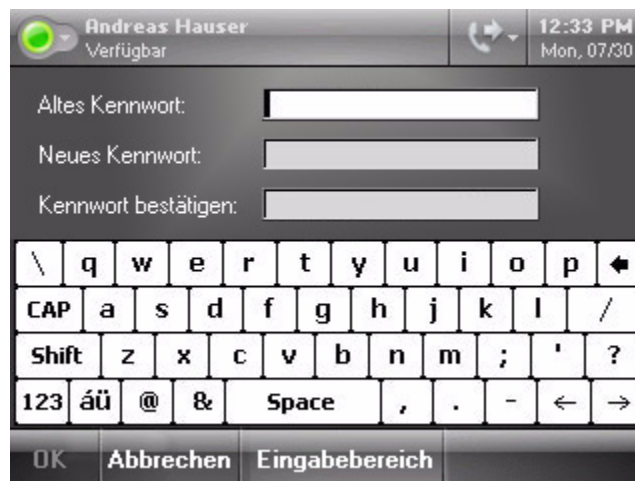 Andreas Hauser
Verfügbar
12:33 PM
Mon, 07/30
Altes Kennwort:
Neues Kennwort:
Kennwort bestätigen:
\ q w e r t y u i o p ←
CAP a s d f g h j k l /
Shift z x c v b n m ; ' ?
123 áü @ & Space , . - ← →
OK Abbrechen Eingabebereich